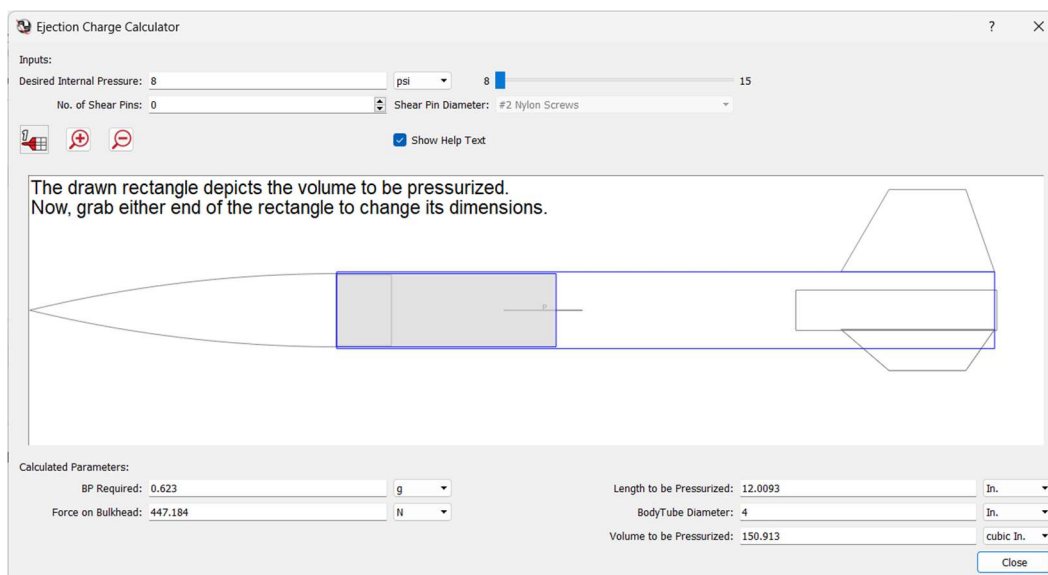 Ejection Charge Calculator ?
Inputs:
Desired Internal Pressure: 8 psi 8 15
No. of Shear Pins: 0 Shear Pin Diameter: #2 Nylon Screws
1 Show Help Text
The drawn rectangle depicts the volume to be pressurized.
Now, grab either end of the rectangle to change its dimensions.
P
Calculated Parameters:
BP Required: 0.623 g Length to be Pressurized: 12.0093 In.
Force on Bulkhead: 447.184 N BodyTube Diameter: 4 In.
Volume to be Pressurized: 150.913 cubic In.
Close